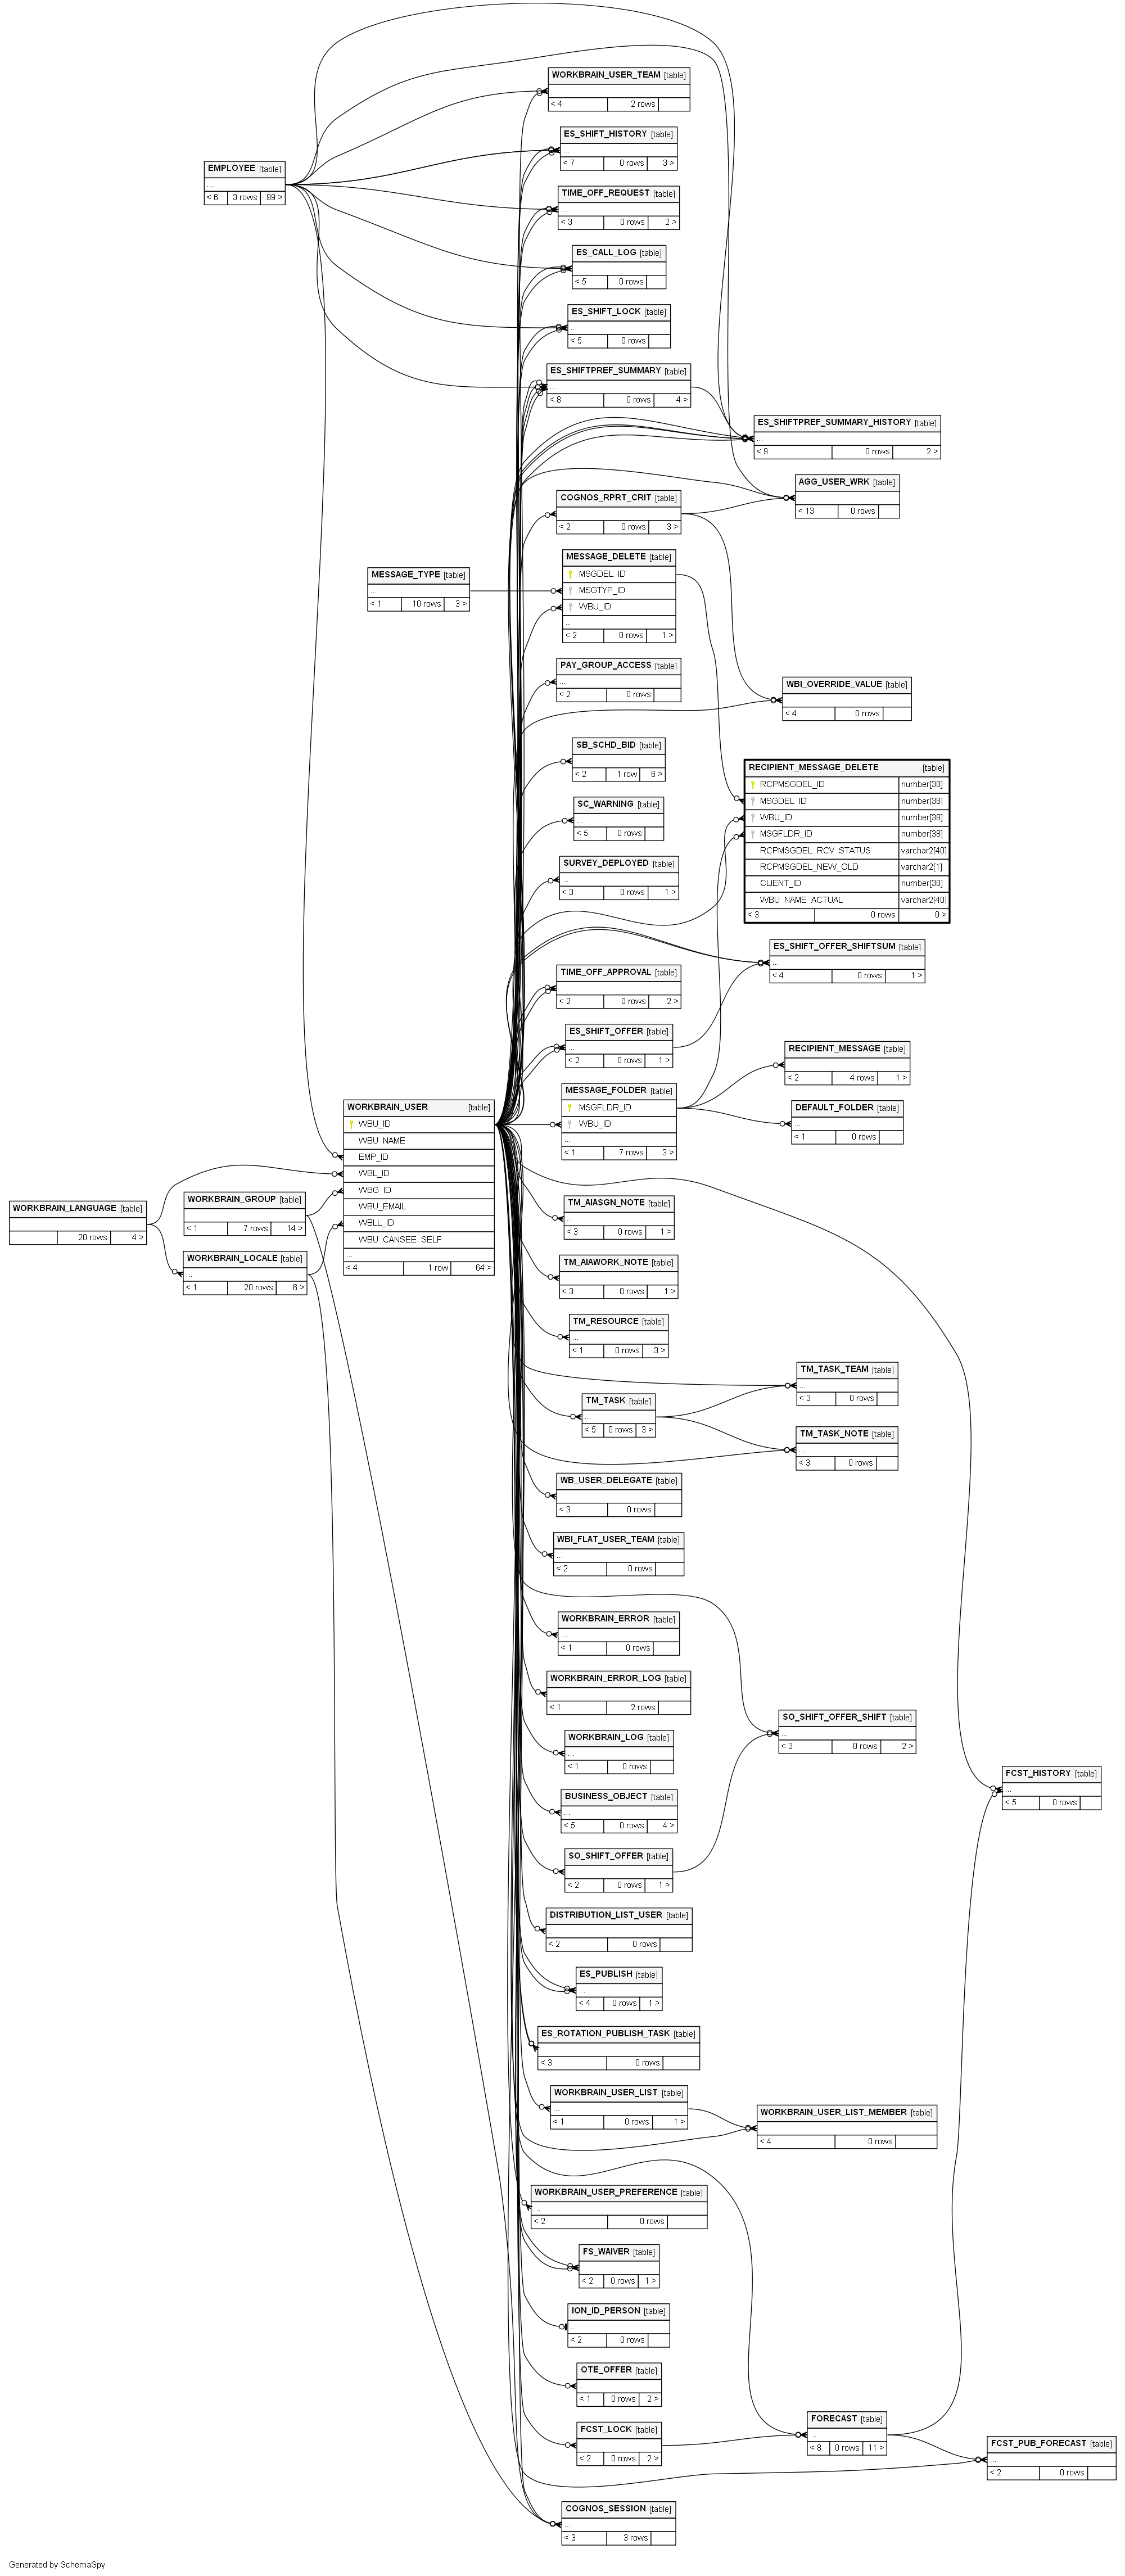 WORKBRAIN_USER_TEAM [table]
< 4 2 rows
ES_SHIFT_HISTORY [table]
...
< 7 0 rows 3 >
EMPLOYEE [table]
...
< 6 3 rows 99 >
TIME_OFF_REQUEST [table]
...
< 3 0 rows 2 >
ES_CALL_LOG [table]
< 5 0 rows
ES_SHIFT_LOCK [table]
...
< 5 0 rows
ES_SHIFTPREF_SUMMARY [table]
...
< 8 0 rows 4 >
ES_SHIFTPREF_SUMMARY_HISTORY [table]
...
< 9 0 rows 2 >
AGG_USER_WRK [table]
< 13 0 rows
COGNOS_RPRT_CRIT [table]
< 2 0 rows 3 >
MESSAGE_DELETE [table]
MSGDEL_ID
MSGTYP_ID
WBU_ID
...
< 2 0 rows 1 >
MESSAGE_TYPE [table]
...
< 1 10 rows 3 >
PAY_GROUP_ACCESS [table]
...
< 2 0 rows
WBI_OVERRIDE_VALUE [table]
< 4 0 rows
SB_SCHD_BID [table]
< 2 1 row 6 >
RECIPIENT_MESSAGE_DELETE [table]
RCPMSGDEL_ID number[38]
MSGDEL_ID number[38]
WBU_ID number[38]
MSGFLDR_ID number[38]
RCPMSGDEL_RCV_STATUS varchar2[40]
RCPMSGDEL_NEW_OLD varchar2[1]
CLIENT_ID number[38]
WBU_NAME_ACTUAL varchar2[40]
< 3 0 rows 0 >
SC_WARNING [table]
...
< 5 0 rows
SURVEY_DEPLOYED [table]
...
< 3 0 rows 1 >
ES_SHIFT_OFFER_SHIFTSUM [table]
...
< 4 0 rows 1 >
TIME_OFF_APPROVAL [table]
< 2 0 rows 2 >
ES_SHIFT_OFFER [table]
...
< 2 0 rows 1 >
RECIPIENT_MESSAGE [table]
< 2 4 rows 1 >
MESSAGE_FOLDER [table]
MSGFLDR_ID
WBU_ID
...
< 1 7 rows 3 >
DEFAULT_FOLDER [table]
...
< 1 0 rows
WORKBRAIN_USER [table]
WBU_ID
WBU_NAME
EMP_ID
WBL_ID
WBG_ID
WBU_EMAIL
WBLL_ID
WBU_CANSEE_SELF
...
< 4 1 row 64 >
WORKBRAIN_LANGUAGE [table]
20 rows 4 >
WORKBRAIN_GROUP [table]
< 1 7 rows 14 >
WORKBRAIN_LOCALE [table]
...
< 1 20 rows 6 >
TM_AIASGN_NOTE [table]
...
< 3 0 rows 1 >
TM_AIAWORK_NOTE [table]
< 3 0 rows 1 >
TM_RESOURCE [table]
...
< 1 0 rows 3 >
TM_TASK_TEAM [table]
...
< 3 0 rows
TM_TASK [table]
...
< 5 0 rows 3 >
TM_TASK_NOTE [table]
...
< 3 0 rows
WB_USER_DELEGATE [table]
< 3 0 rows
WBI_FLAT_USER_TEAM [table]
...
< 2 0 rows
WORKBRAIN_ERROR [table]
...
< 1 0 rows
WORKBRAIN_ERROR_LOG [table]
< 1 2 rows
SO_SHIFT_OFFER_SHIFT [table]
...
< 3 0 rows 2 >
WORKBRAIN_LOG [table]
...
< 1 0 rows
FCST_HISTORY [table]
...
< 5 0 rows
BUSINESS_OBJECT [table]
...
< 5 0 rows 4 >
SO_SHIFT_OFFER [table]
< 2 0 rows 1 >
DISTRIBUTION_LIST_USER [table]
...
< 2 0 rows
ES_PUBLISH [table]
...
< 4 0 rows 1 >
ES_ROTATION_PUBLISH_TASK [table]
< 3 0 rows
WORKBRAIN_USER_LIST [table]
...
< 1 0 rows 1 >
WORKBRAIN_USER_LIST_MEMBER [table]
< 4 0 rows
WORKBRAIN_USER_PREFERENCE [table]
...
< 2 0 rows
FS_WAIVER [table]
< 2 0 rows 1 >
ION_ID_PERSON [table]
...
< 2 0 rows
OTE_OFFER [table]
...
< 1 0 rows 2 >
FORECAST [table]
...
< 8 0 rows 11 >
FCST_LOCK [table]
< 2 0 rows 2 >
FCST_PUB_FORECAST [table]
...
< 2 0 rows
COGNOS_SESSION [table]
...
< 3 3 rows
Generated by SchemaSpy